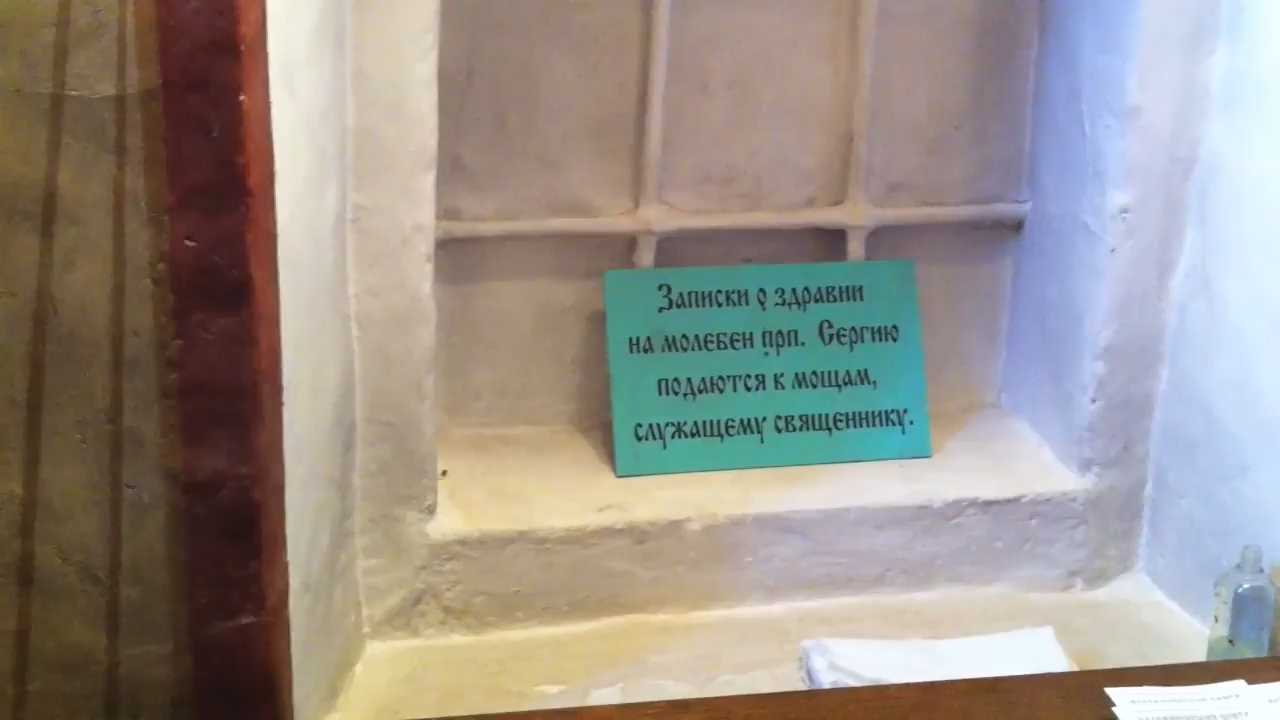 Записки о здравии
на молебен прп. Сергию
подаются к мощам,
служащему священнику.